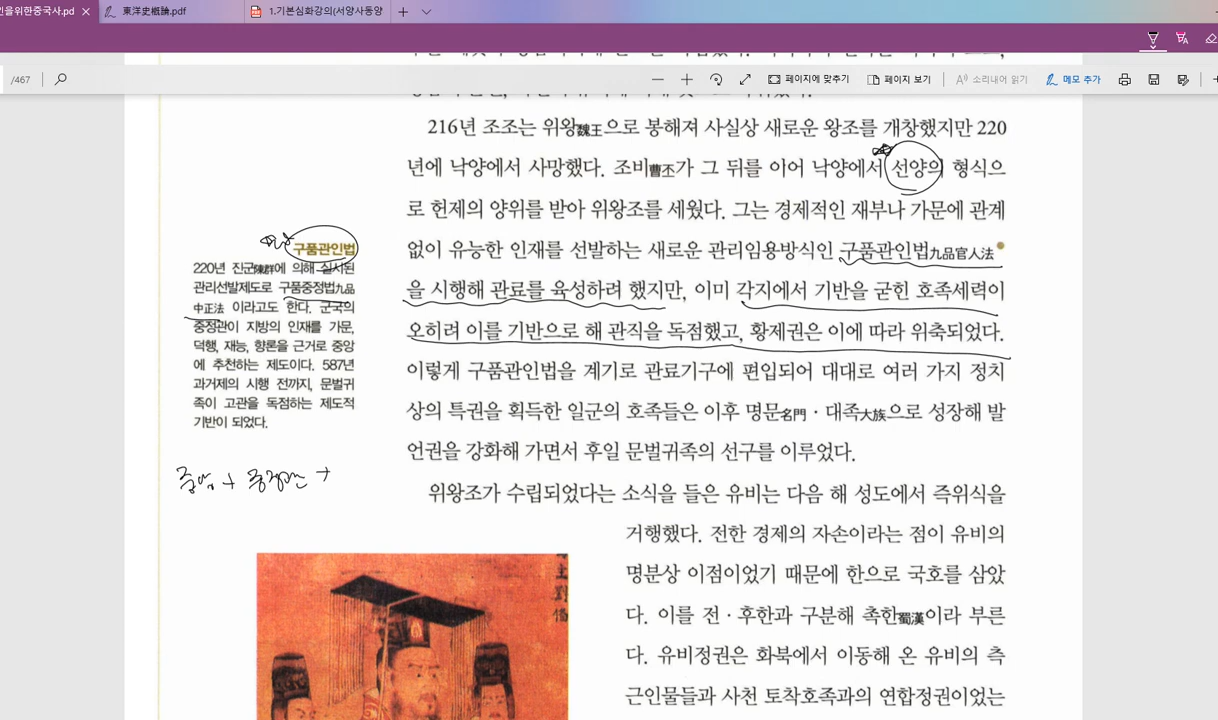 인을위한중국사.pd
東洋史槪論.pdf
1.기본심화강의(서양사동양
/467
페이지에 맞추기
페이지 보기
소리내어 읽기
메모 추가
216년 조조는 위왕魏王으로 봉해져 사실상 새로운 왕조를 개창했지만 220
년에 낙양에서 사망했다. 조비曹丕가 그 뒤를 이어 낙양에서 선양의 형식으
로 헌제의 양위를 받아 위왕조를 세웠다. 그는 경제적인 재부나 가문에 관계
없이 유능한 인재를 선발하는 새로운 관리임용방식인 구품관인법九品官人法
을 시행해 관료를 육성하려 했지만, 이미 각지에서 기반을 굳힌 호족세력이
오히려 이를 기반으로 해 관직을 독점했고, 황제권은 이에 따라 위축되었다.
이렇게 구품관인법을 계기로 관료기구에 편입되어 대대로 여러 가지 정치
상의 특권을 획득한 일군의 호족들은 이후 명문名門·대족大族으로 성장해 발
언권을 강화해 가면서 후일 문벌귀족의 선구를 이루었다.
구품관인법
220년 진군陳群에 의해 실시된
관리선발제도로 구품중정법九品
中正法 이라고도 한다. 군국의
중정관이 지방의 인재를 가문,
덕행, 재능, 향론을 근거로 중앙
에 추천하는 제도이다. 587년
과거제의 시행 전까지, 문벌귀
족이 고관을 독점하는 제도적
기반이 되었다.
중앙 + 중정관 +
위왕조가 수립되었다는 소식을 들은 유비는 다음 해 성도에서 즉위식을
거행했다. 전한 경제의 자손이라는 점이 유비의
명분상 이점이었기 때문에 한으로 국호를 삼았
다. 이를 전·후한과 구분해 촉한蜀漢이라 부른
다. 유비정권은 화북에서 이동해 온 유비의 측
근인물들과 사천 토착호족과의 연합정권이었는